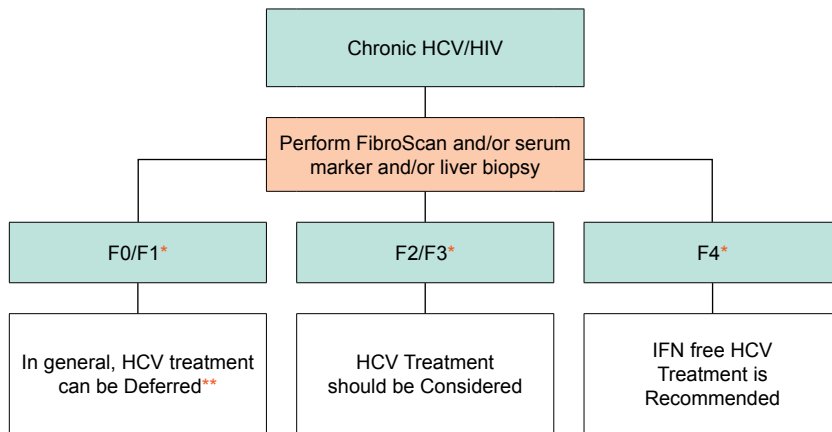 Chronic HCV/HIV
Perform FibroScan and/or serum
marker and/or liver biopsy
F0/F1*
F2/F3*
F4*
In general, HCV treatment
can be Deferred**
HCV Treatment
should be Considered
IFN free HCV
Treatment is
Recommended